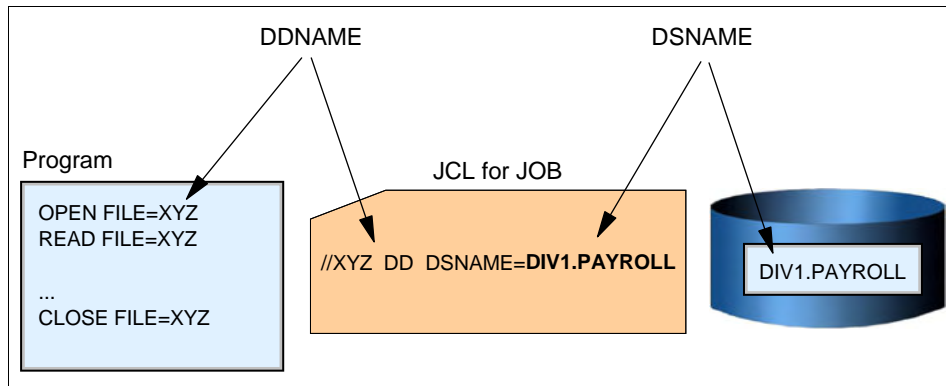 DDNAME
DSNAME
Program
OPEN FILE=XYZ
READ FILE=XYZ
...
CLOSE FILE=XYZ
JCL for JOB
//XYZ DD DSNAME=DIV1.PAYROLL
DIV1.PAYROLL